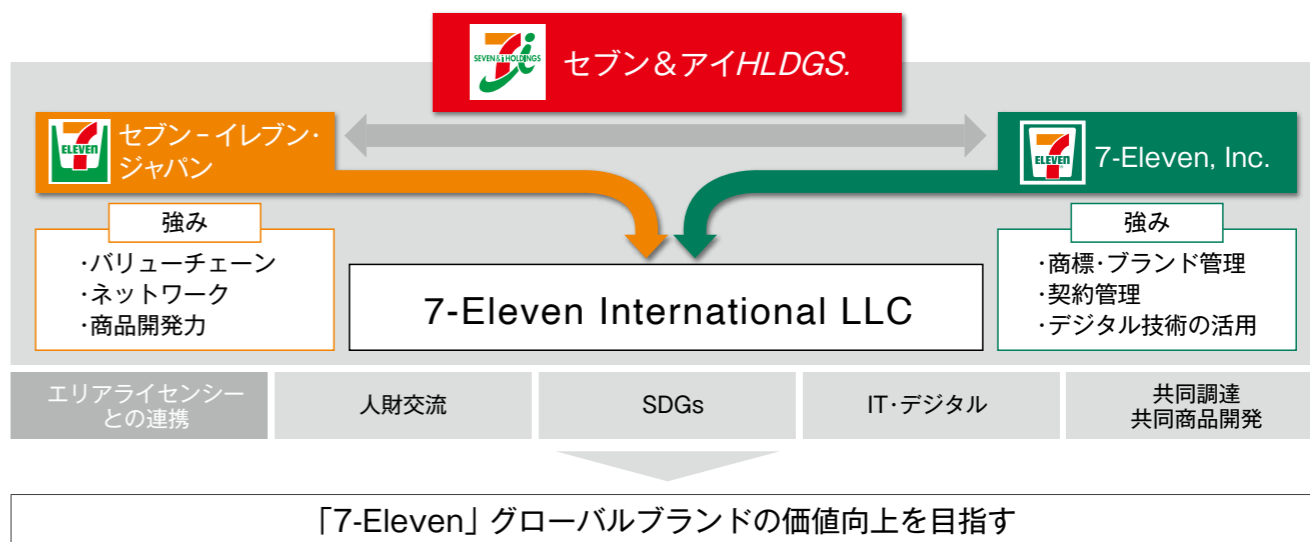 SEVEN & i HOLDINGS
セブン＆アイHLDGS.
ELEVEN
セブン－イレブン・
ジャパン
7
ELEVEN
7-Eleven, Inc.
強み
・バリューチェーン
・ネットワーク
・商品開発力
7-Eleven International LLC
強み
・商標・ブランド管理
・契約管理
・デジタル技術の活用
エリアライセンシー
との連携
人財交流
SDGs
IT・デジタル
共同調達
共同商品開発
「7-Eleven」グローバルブランドの価値向上を目指す